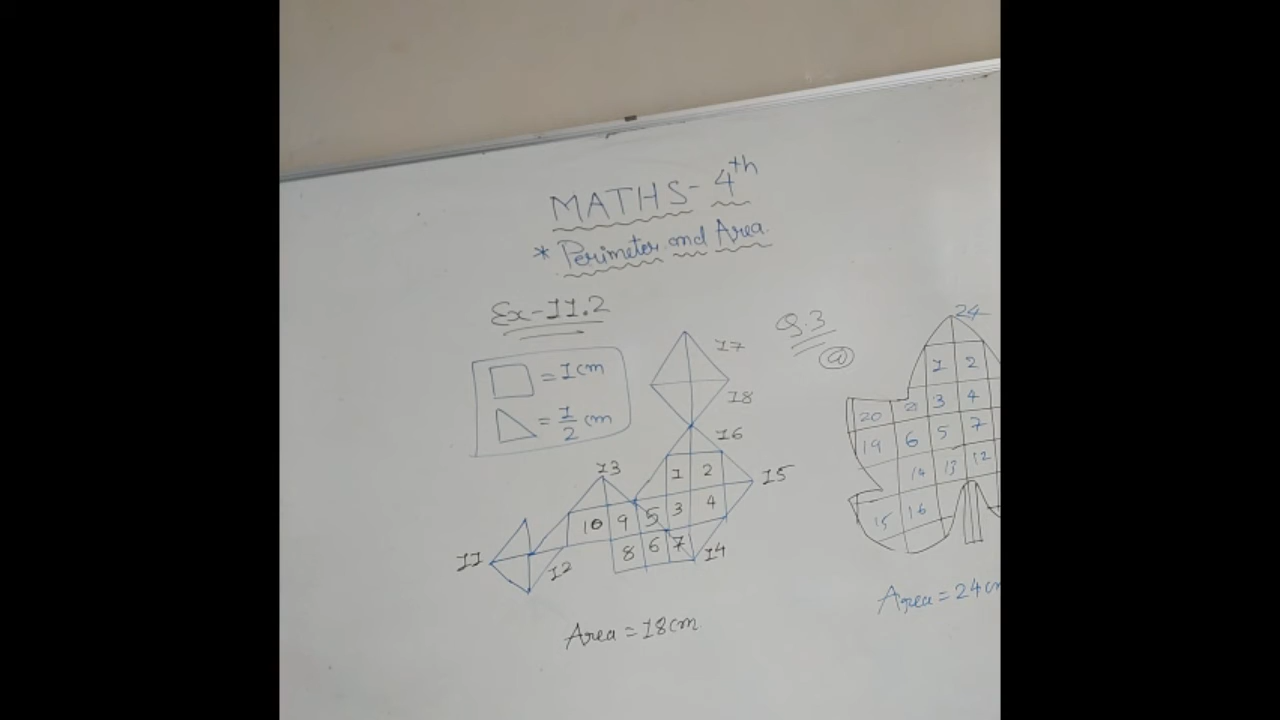 MATHS- 4th
* Perimeter and Area
Ex-11.2
= 1cm
= 1/2 cm
17
18
16
13
1 2
15
10 9 5 3 4
8 6 7 14
11
12
Area = 18cm
Q.3
a
24
1 2
20 21 3 4
19 6 5 7
14 13 12
15 16
Area = 24cm